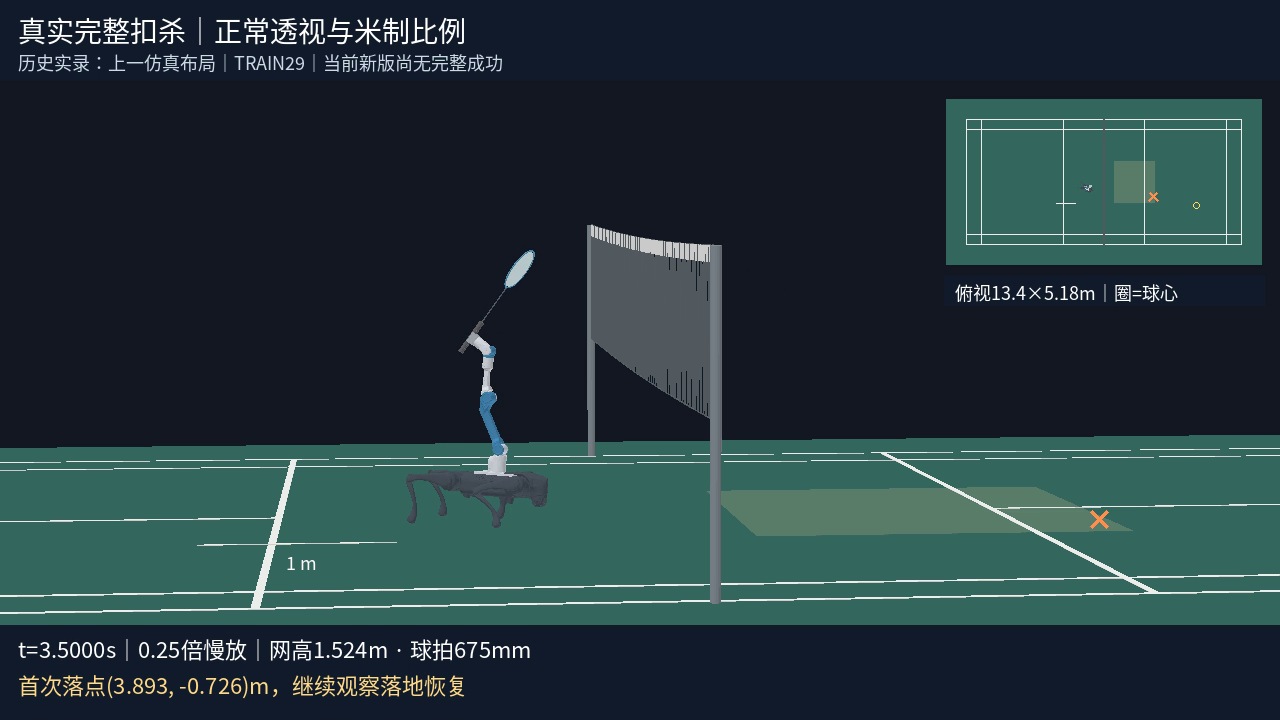 真实完整扣杀｜正常透视与米制比例
历史实录：上一仿真布局｜TRAIN29｜当前新版尚无完整成功
俯视13.4×5.18m｜圈=球心
1 m
t=3.5000s｜0.25倍慢放｜网高1.524m · 球拍675mm
首次落点(3.893, -0.726)m，继续观察落地恢复